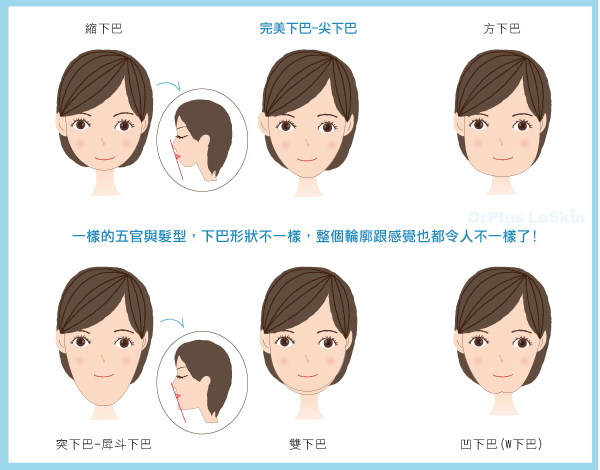 縮下巴
完美下巴-尖下巴
方下巴
DrPlus LeSkin
一樣的五官與髮型，下巴形狀不一樣，整個輪廓跟感覺也都令人不一樣了!
突下巴-戽斗下巴
雙下巴
凹下巴(W下巴)